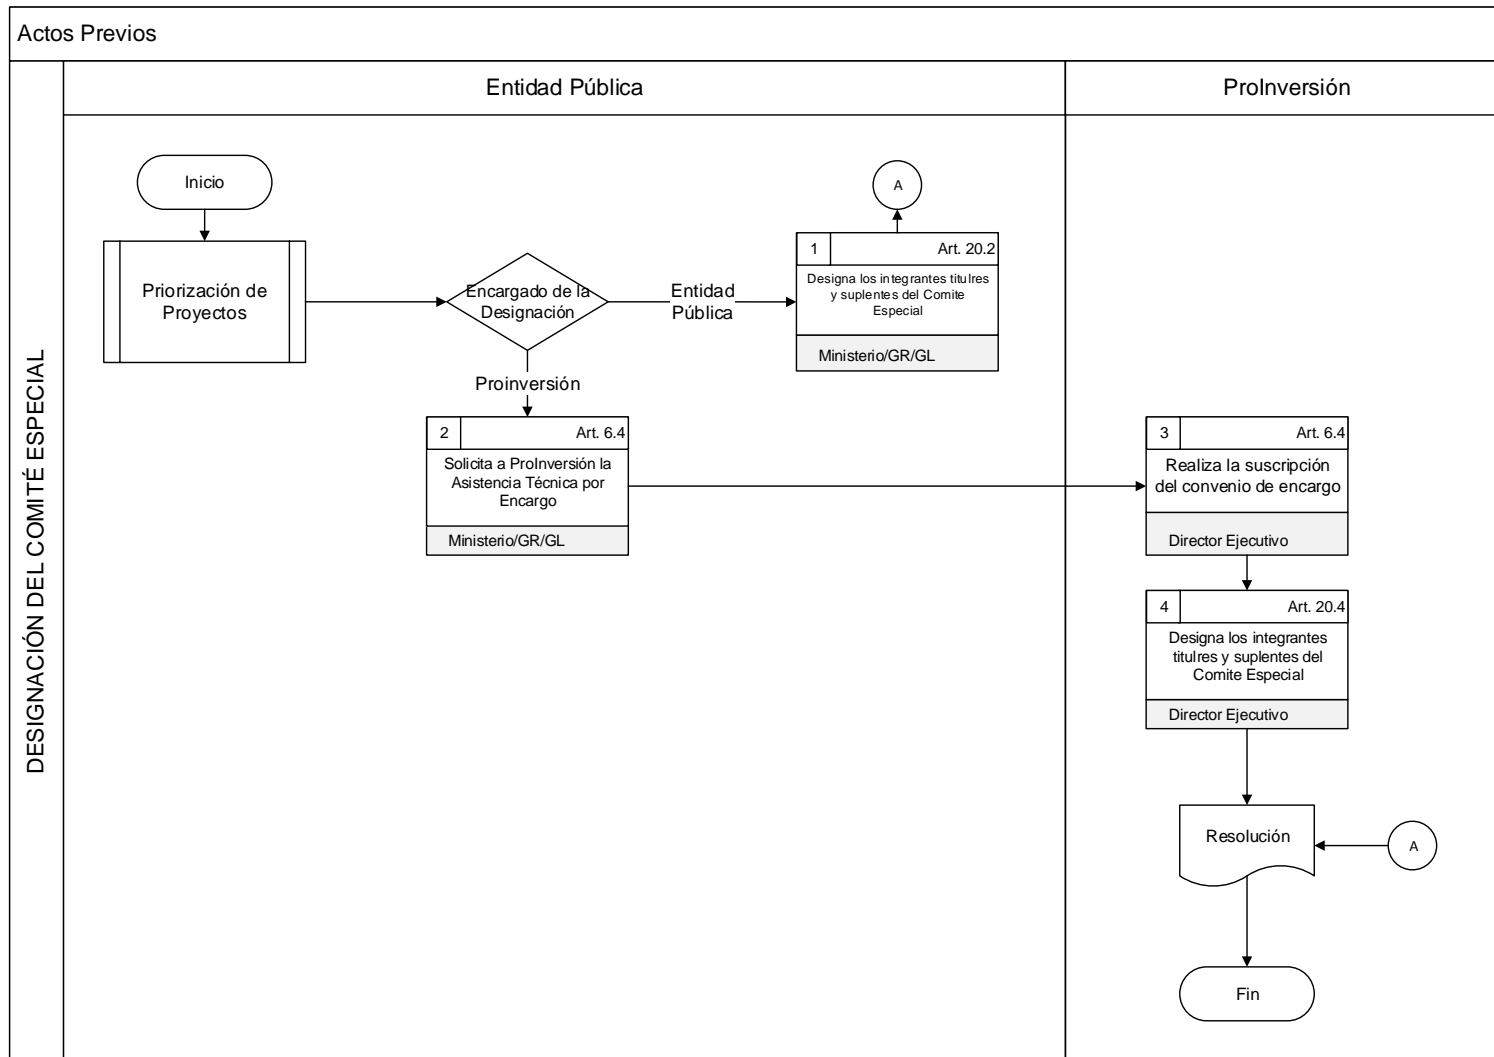 Actos Previos
Entidad Pública
ProInversión
DESIGNACIÓN DEL COMITÉ ESPECIAL
Inicio
Priorización de
Proyectos
Encargado de la
Designación
Entidad
Pública
A
1
Art. 20.2
Designa los integrantes titulres
y suplentes del Comite
Especial
Ministerio/GR/GL
Proinversión
2
Art. 6.4
Solicita a ProInversión la
Asistencia Técnica por
Encargo
Ministerio/GR/GL
3
Art. 6.4
Realiza la suscripción
del convenio de encargo
Director Ejecutivo
4
Art. 20.4
Designa los integrantes
titulres y suplentes del
Comite Especial
Director Ejecutivo
Resolución
A
Fin